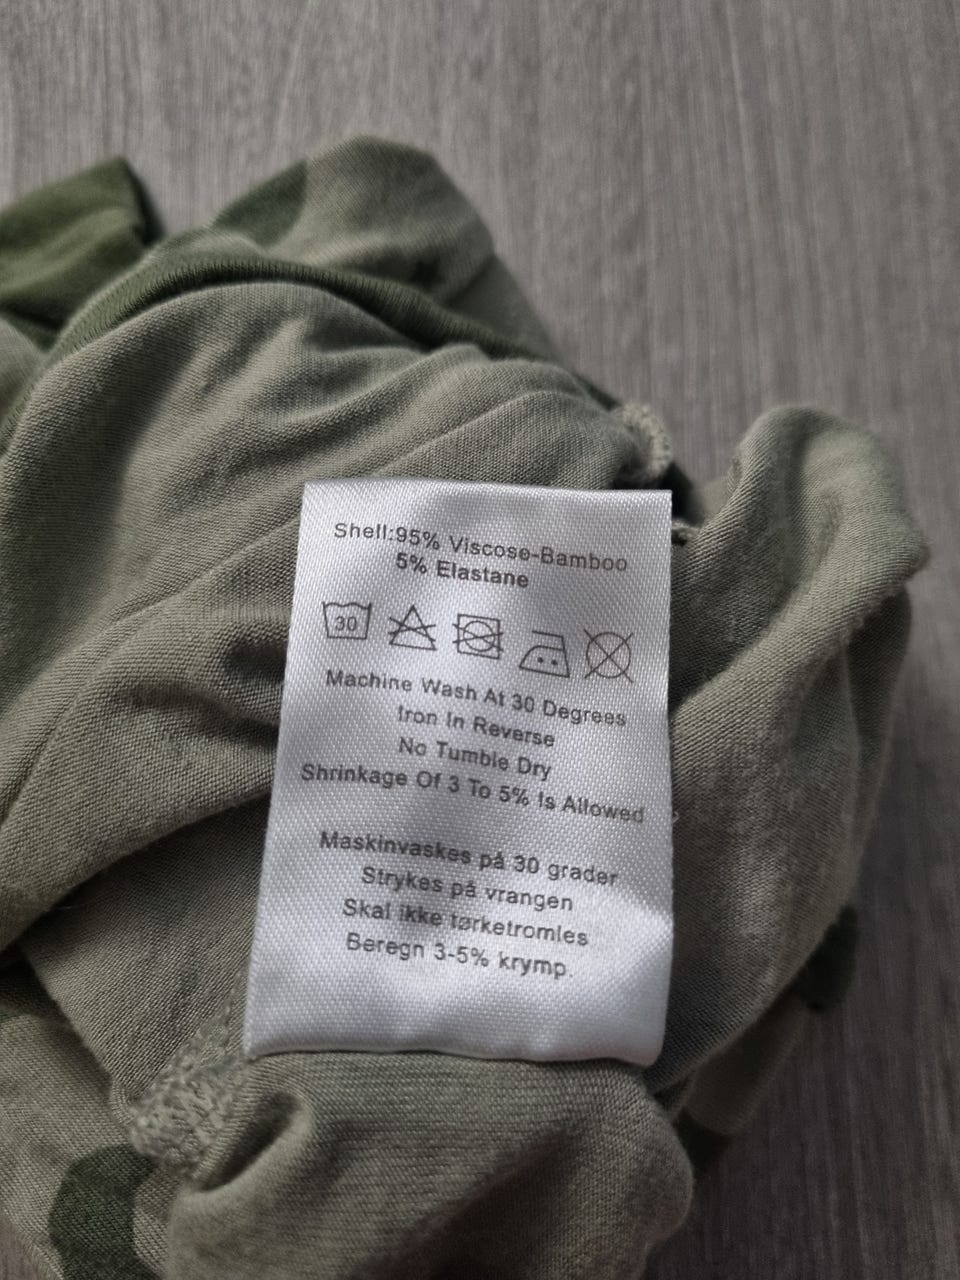 Shell:95% Viscose-Bamboo
5% Elastane
30
Machine Wash At 30 Degrees
Iron In Reverse
No Tumble Dry
Shrinkage Of 3 To 5% Is Allowed
Maskinvaskes på 30 grader
Strykes på vrangen
Skal ikke tørketromles
Beregn 3-5% krymp.